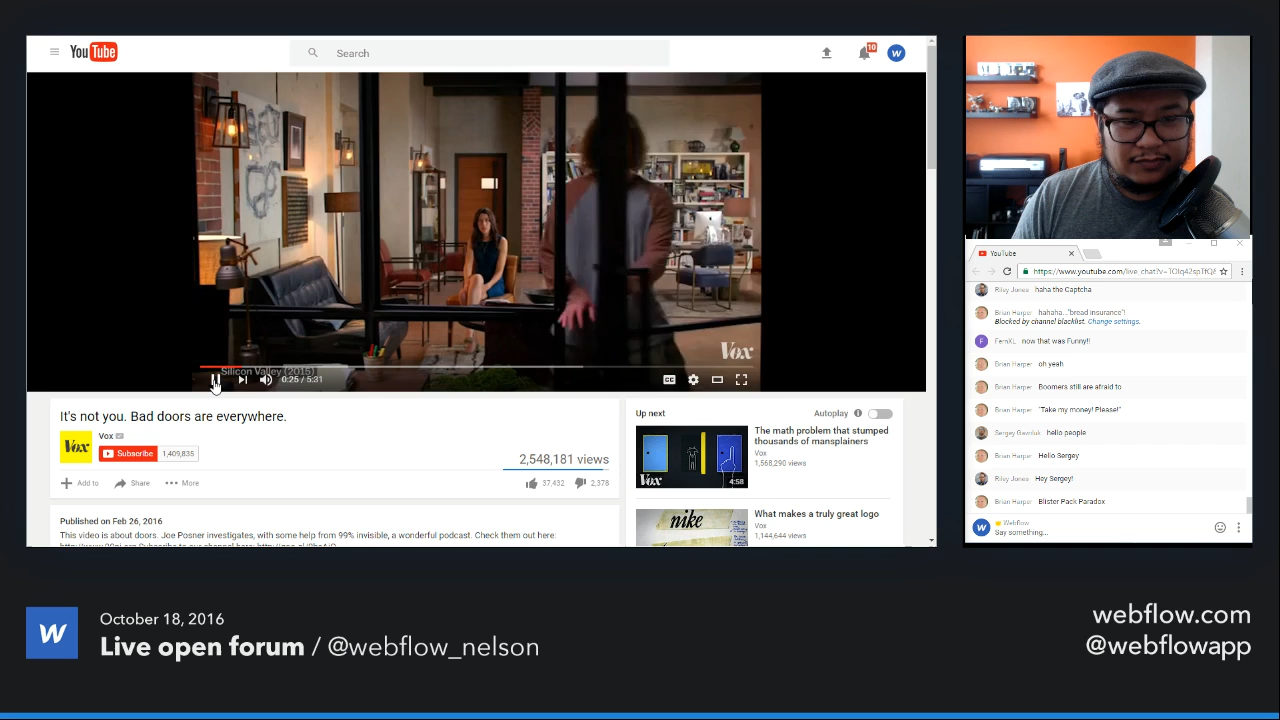 YouTube
Search
10
Vox
Silicon Valley (2015)
0:25 / 5:31
CC
It's not you. Bad doors are everywhere.
Vox
Vox
Subscribe 1,409,835
2,548,181 views
Add to
Share
More
37,432
2,378
Published on Feb 26, 2016
This video is about doors. Joe Posner investigates, with some help from 99% invisible, a wonderful podcast. Check them out here:
Up next
Autoplay
The math problem that stumped
thousands of mansplainers
Vox
1,568,290 views
Vox
4:58
What makes a truly great logo
Vox
1,144,644 views
nike
YouTube
Riley Jones haha the Captcha
Brian Harper hahaha..."bread insurance"!
Blocked by channel blacklist. Change settings.
F
FernXL now that was Funny!!
Brian Harper oh yeah
Brian Harper Boomers still are afraid to
Brian Harper "Take my money! Please!"
Sergey Gavniuk hello people
Brian Harper Hello Sergey
Riley Jones Hey Sergey!
Brian Harper Blister Pack Paradox
Webflow
Say something...
October 18, 2016
Live open forum / @webflow_nelson
webflow.com
@webflowapp